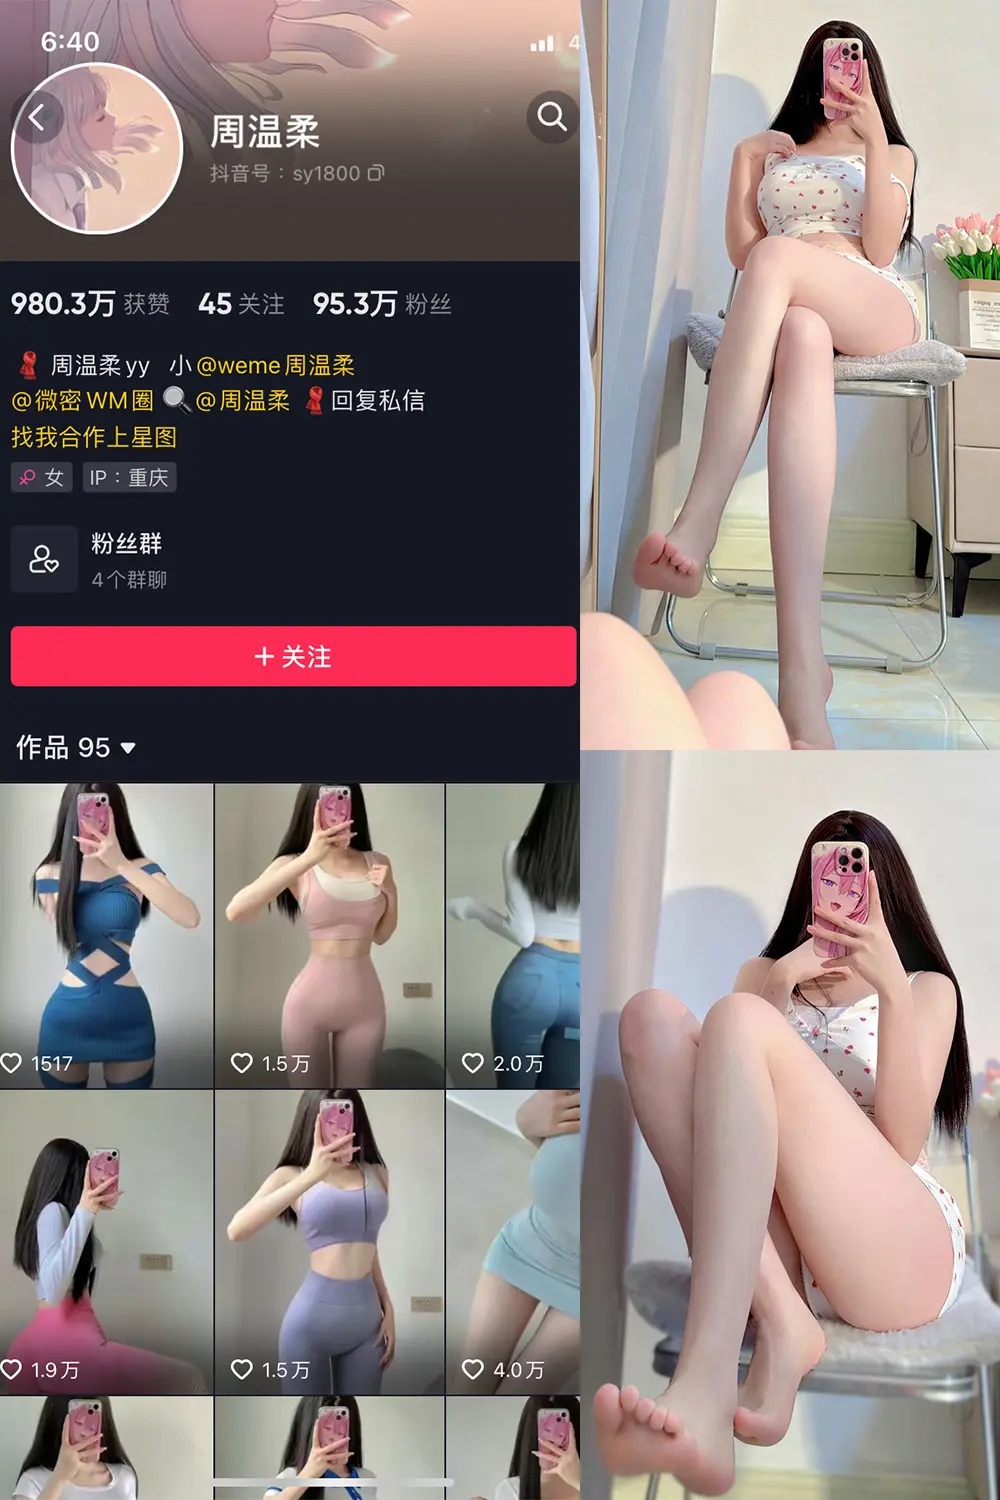 6:40
4
周温柔
抖音号：sy1800
980.3万 获赞 45 关注 95.3万 粉丝
周温柔yy 小@weme周温柔
@微密WM圈 @周温柔 回复私信
找我合作上星图
女 IP：重庆
粉丝群
4个群聊
+ 关注
作品 95
1517 1.5万 2.0万
1.9万 1.5万 4.0万